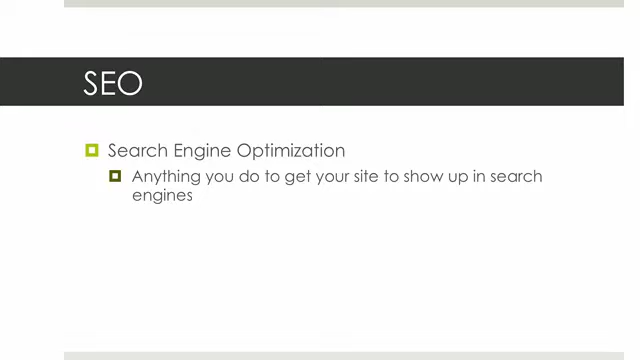 SEO
Search Engine Optimization
Anything you do to get your site to show up in search
engines